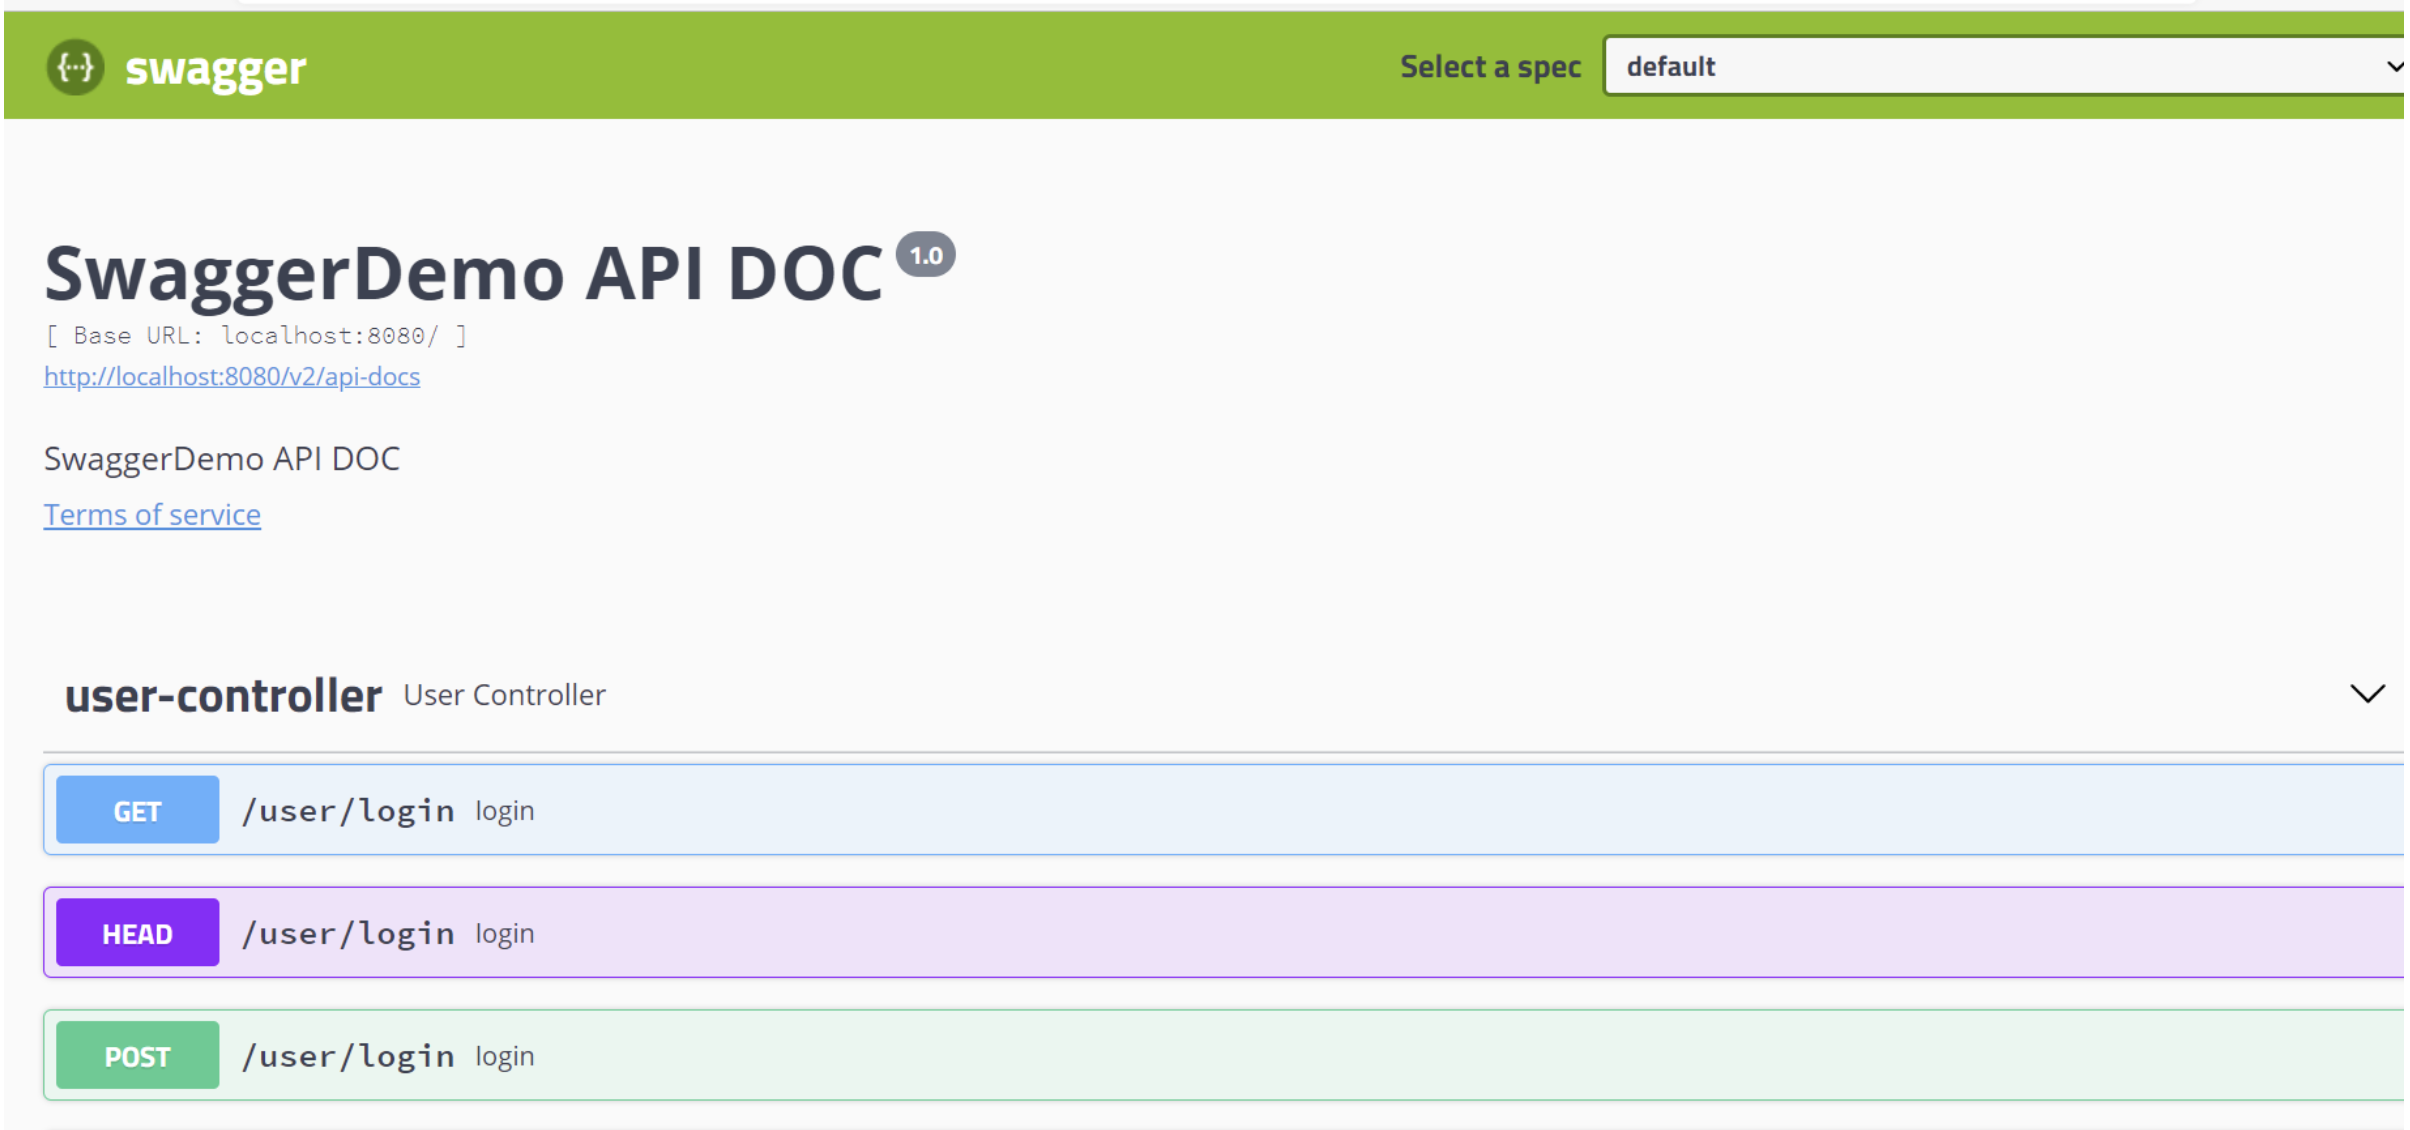 {···} swagger Select a spec default
SwaggerDemo API DOC 1.0
[ Base URL: localhost:8080/ ]
http://localhost:8080/v2/api-docs
SwaggerDemo API DOC
Terms of service
user-controller User Controller
GET /user/login login
HEAD /user/login login
POST /user/login login